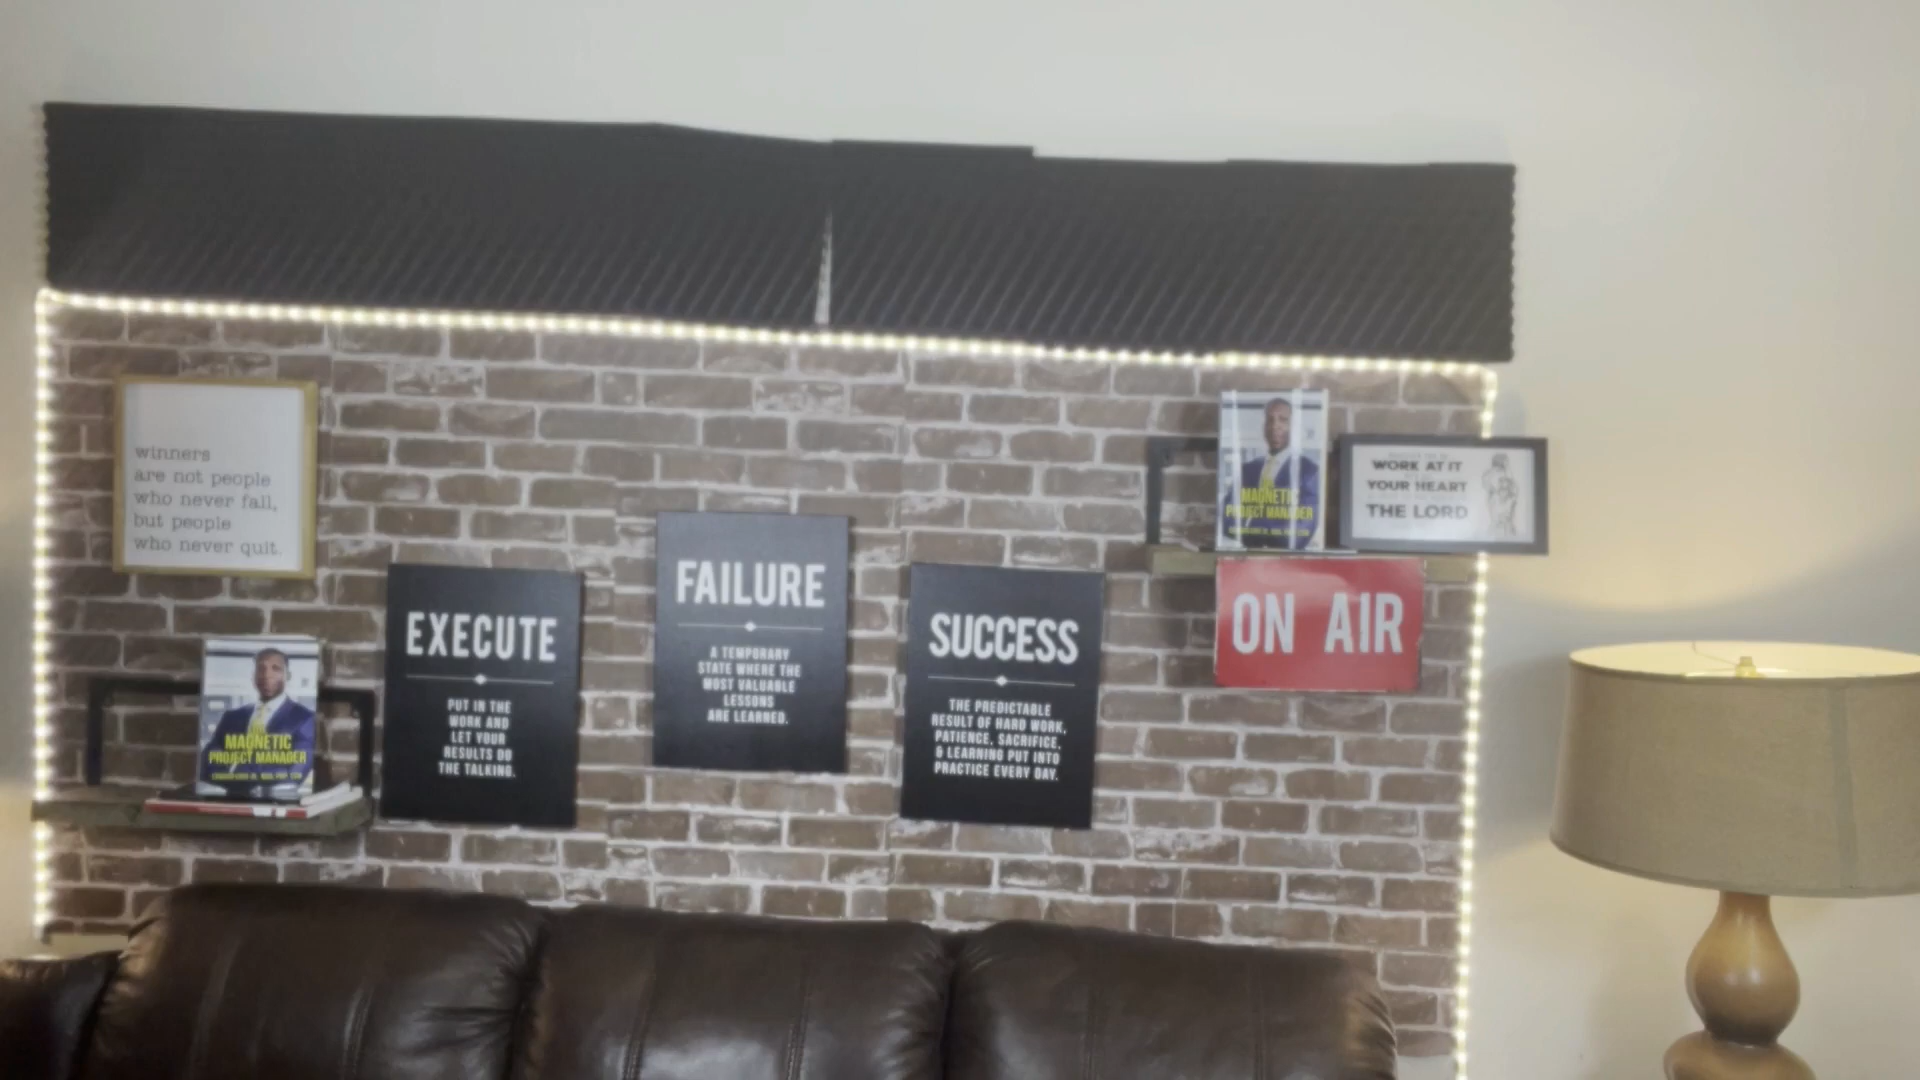 winners
are not people
who never fail,
but people
who never quit.
MAGNETIC
PROJECT MANAGER
EXECUTE
PUT IN THE
WORK AND
LET YOUR
RESULTS DO
THE TALKING.
FAILURE
A TEMPORARY
STATE WHERE THE
MOST VALUABLE
LESSONS
ARE LEARNED.
SUCCESS
THE PREDICTABLE
RESULT OF HARD WORK,
PATIENCE, SACRIFICE,
& LEARNING PUT INTO
PRACTICE EVERY DAY.
MAGNETIC
PROJECT MANAGER
WORK AT IT
YOUR HEART
THE LORD
ON AIR